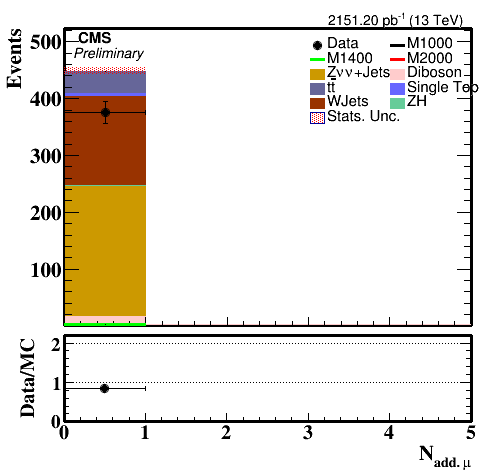 2151.20 pb⁻¹ (13 TeV)
CMS
Preliminary
Data
M1000
M1400
M2000
Zνν+Jets
Diboson
tt̄
Single Top
WJets
ZH
Stats. Unc.
Events
500
400
300
200
100
Data/MC
2
1
0
0 1 2 3 4 5
N add. μ